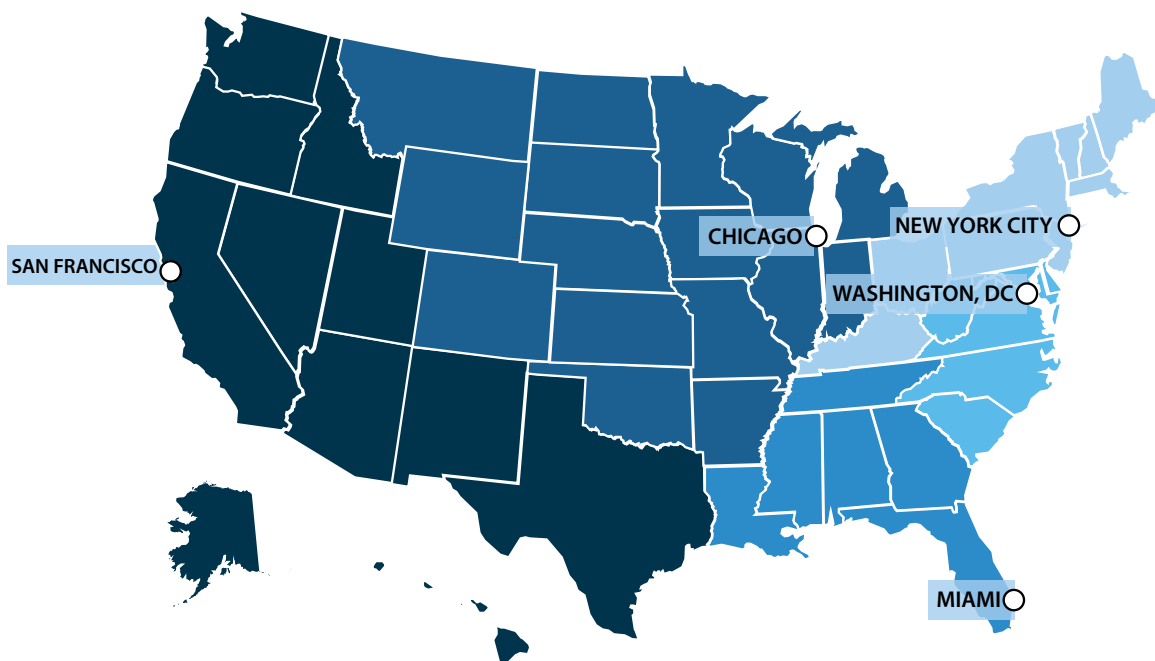 NEW YORK CITY
CHICAGO
SAN FRANCISCO
WASHINGTON, DC
MIAMI